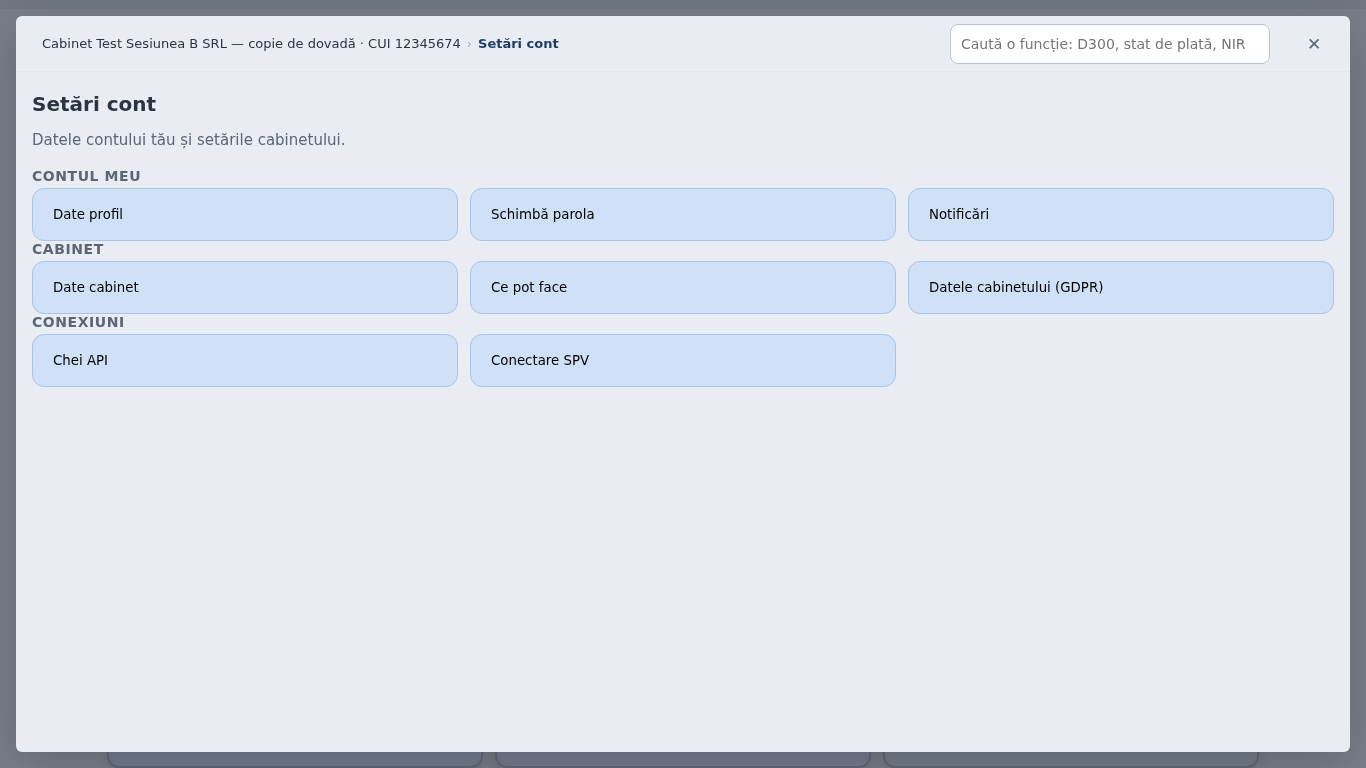 Cabinet Test Sesiunea B SRL — copie de dovadă · CUI 12345674 › Setări cont
Caută o funcție: D300, stat de plată, NIR
✕
Setări cont
Datele contului tău și setările cabinetului.
CONTUL MEU
Date profil
Schimbă parola
Notificări
CABINET
Date cabinet
Ce pot face
Datele cabinetului (GDPR)
CONEXIUNI
Chei API
Conectare SPV